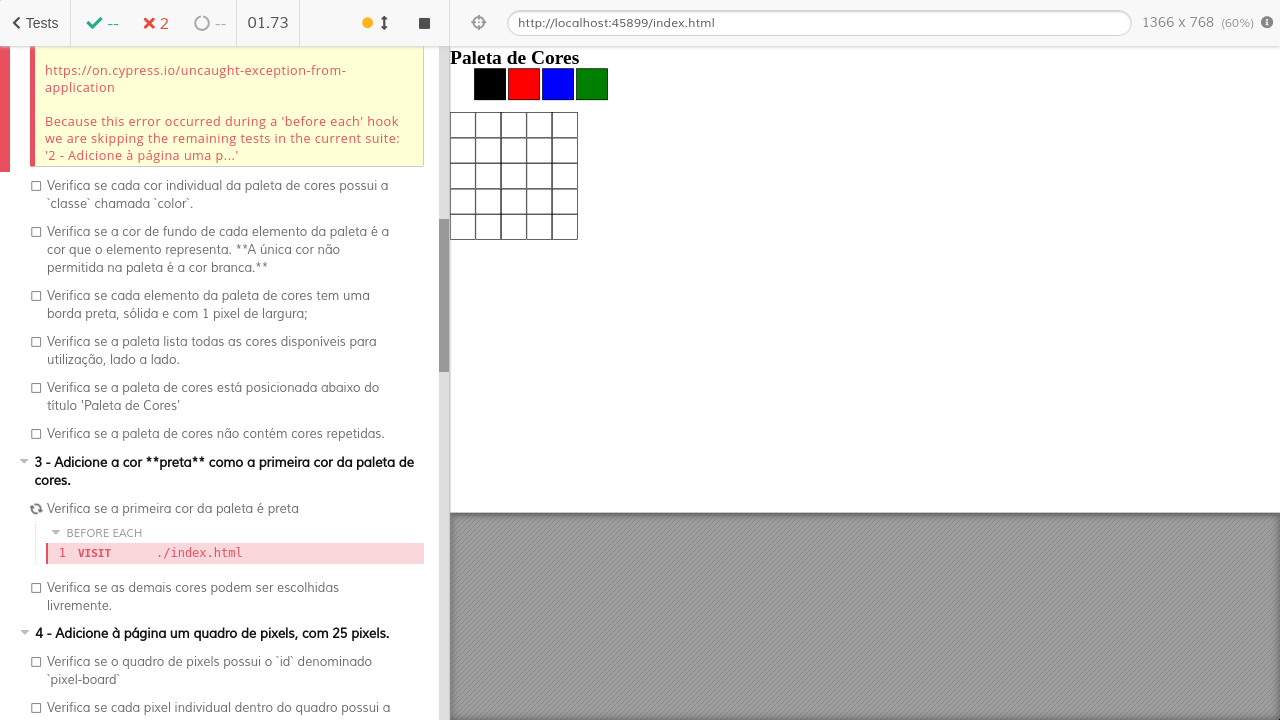 Tests
--
2
--
01.73
http://localhost:45899/index.html
1366 x 768 (60%)
https://on.cypress.io/uncaught-exception-from-
application
Because this error occurred during a 'before each' hook
we are skipping the remaining tests in the current suite:
'2 - Adicione à página uma p...'
Verifica se cada cor individual da paleta de cores possui a
`classe` chamada `color`.
Verifica se a cor de fundo de cada elemento da paleta é a
cor que o elemento representa. **A única cor não
permitida na paleta é a cor branca.**
Verifica se cada elemento da paleta de cores tem uma
borda preta, sólida e com 1 pixel de largura;
Verifica se a paleta lista todas as cores disponíveis para
utilização, lado a lado.
Verifica se a paleta de cores está posicionada abaixo do
título 'Paleta de Cores'
Verifica se a paleta de cores não contém cores repetidas.
3 - Adicione a cor **preta** como a primeira cor da paleta de
cores.
Verifica se a primeira cor da paleta é preta
BEFORE EACH
1 VISIT ./index.html
Verifica se as demais cores podem ser escolhidas
livremente.
4 - Adicione à página um quadro de pixels, com 25 pixels.
Verifica se o quadro de pixels possui o `id` denominado
`pixel-board`
Verifica se cada pixel individual dentro do quadro possui a
Paleta de Cores